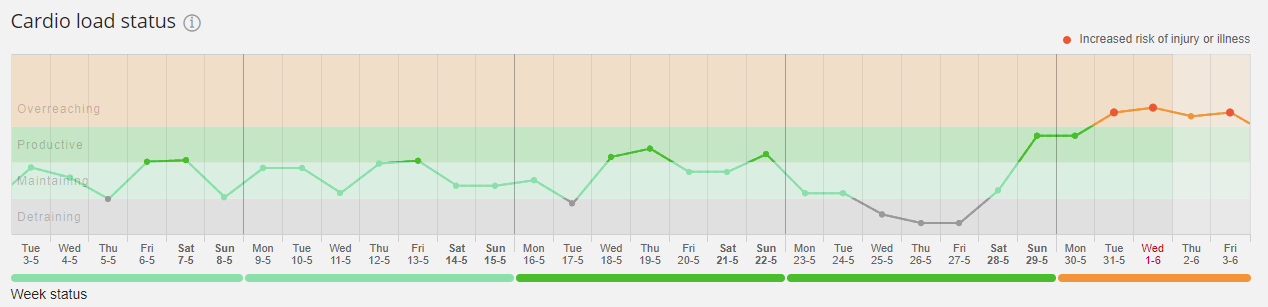 Cardio load status
Increased risk of injury or illness
Overreaching
Productive
Maintaining
Detraining
Tue Wed Thu Fri Sat Sun Mon Tue Wed Thu Fri Sat Sun Mon Tue Wed Thu Fri Sat Sun Mon Tue Wed Thu Fri Sat Sun Mon Tue Wed Thu Fri
3-5 4-5 5-5 6-5 7-5 8-5 9-5 10-5 11-5 12-5 13-5 14-5 15-5 16-5 17-5 18-5 19-5 20-5 21-5 22-5 23-5 24-5 25-5 26-5 27-5 28-5 29-5 30-5 31-5 1-6 2-6 3-6
Week status